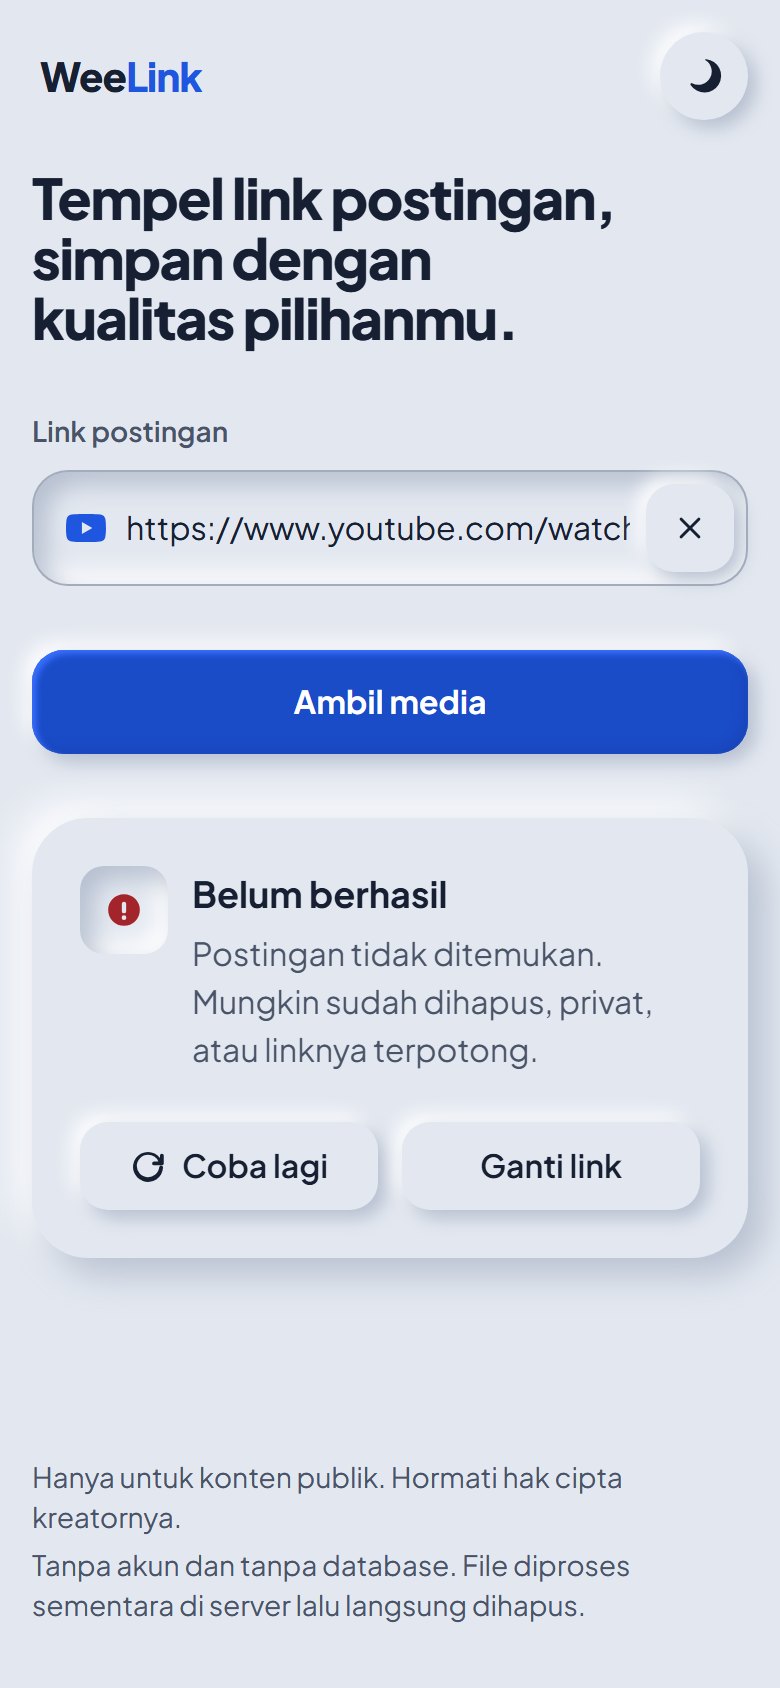 WeeLink
Tempel link postingan,
simpan dengan
kualitas pilihanmu.
Link postingan
https://www.youtube.com/watch
Ambil media
Belum berhasil
Postingan tidak ditemukan.
Mungkin sudah dihapus, privat,
atau linknya terpotong.
Coba lagi
Ganti link
Hanya untuk konten publik. Hormati hak cipta
kreatornya.
Tanpa akun dan tanpa database. File diproses
sementara di server lalu langsung dihapus.